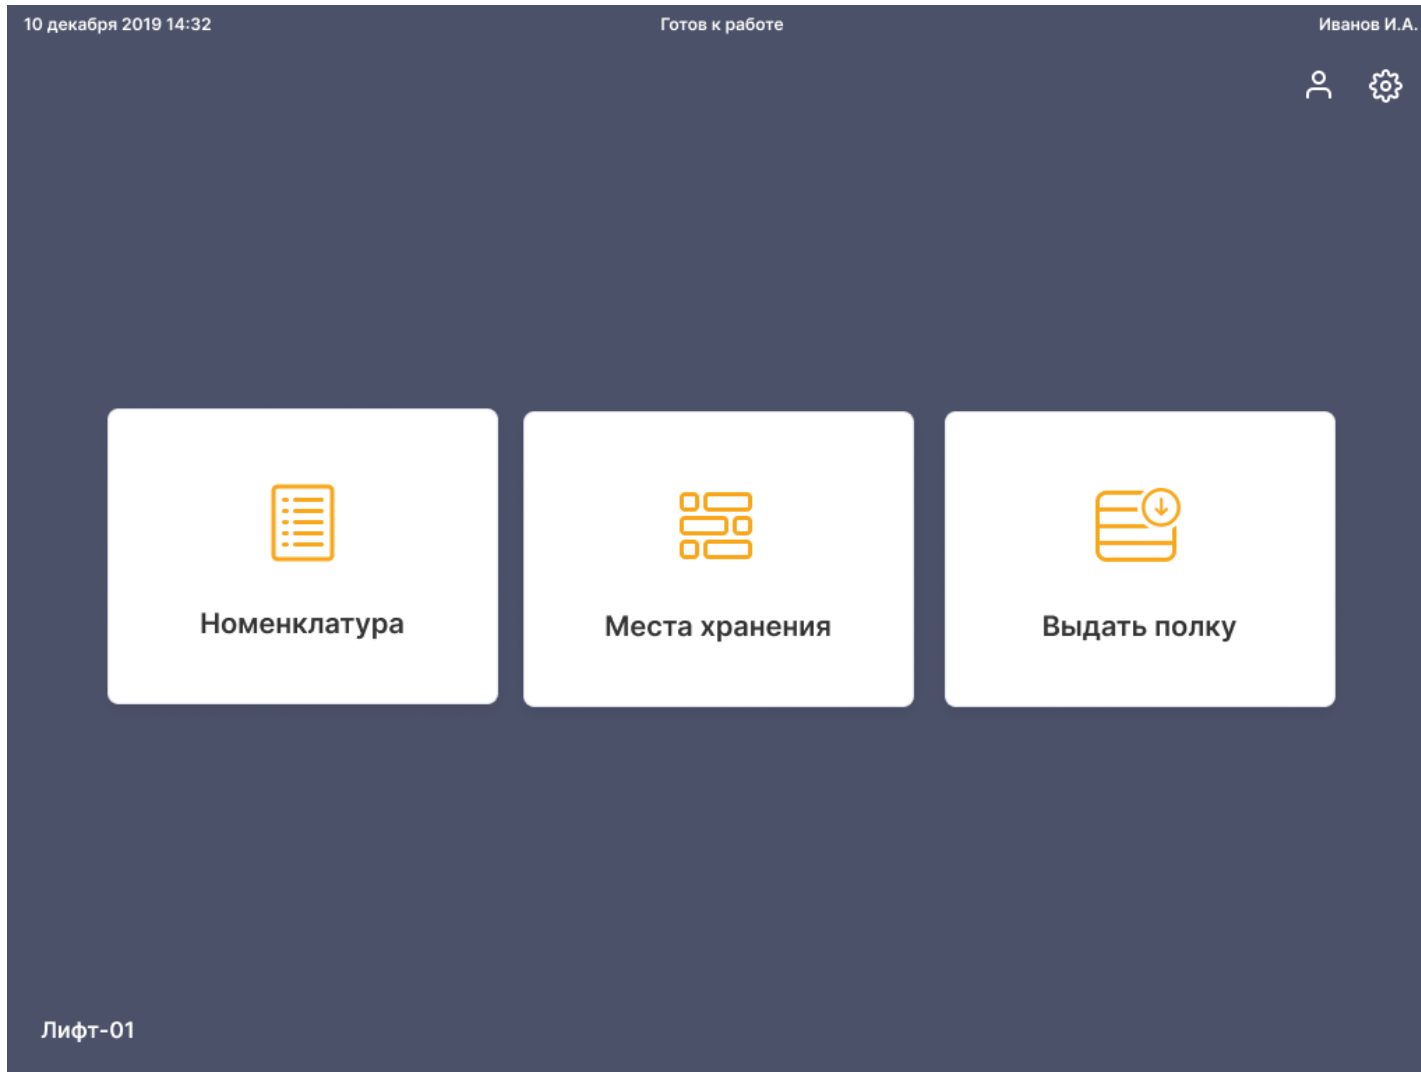 10 декабря 2019 14:32
Готов к работе
Иванов И.А.
Номенклатура
Места хранения
Выдать полку
Лифт-01